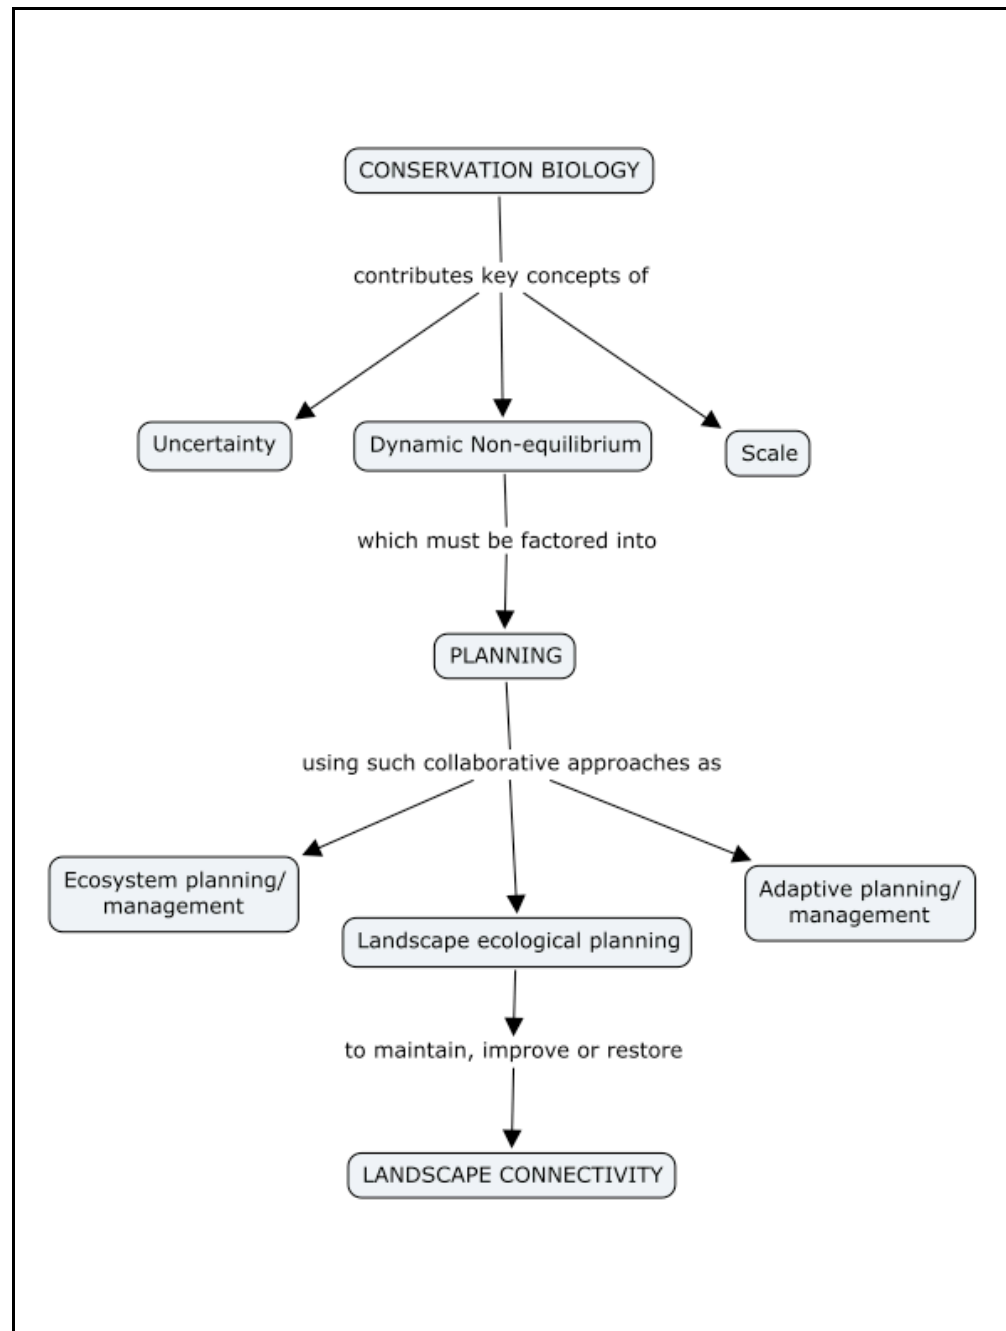 CONSERVATION BIOLOGY
contributes key concepts of
Uncertainty
Dynamic Non-equilibrium
Scale
which must be factored into
PLANNING
using such collaborative approaches as
Ecosystem planning/
management
Landscape ecological planning
Adaptive planning/
management
to maintain, improve or restore
LANDSCAPE CONNECTIVITY